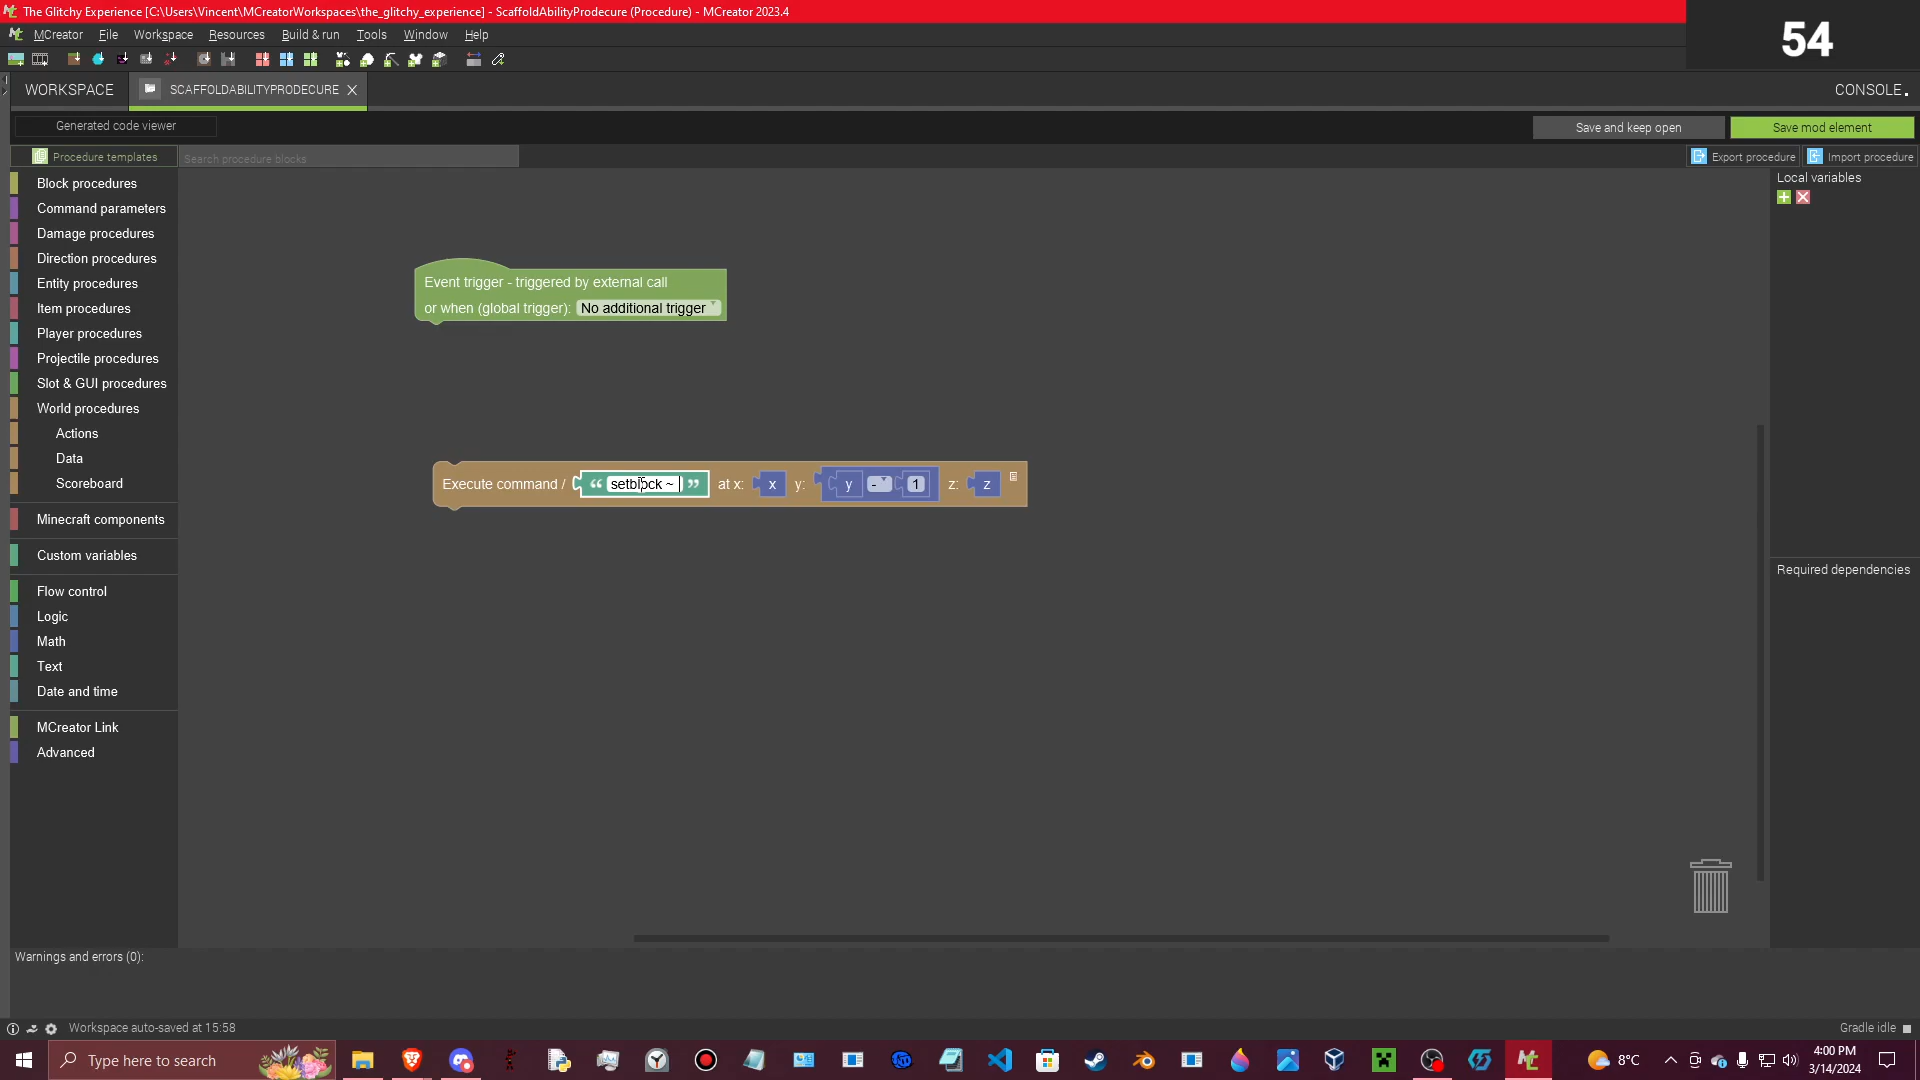 The Glitchy Experience [C:\Users\Vincent\MCreatorWorkspaces\the_glitchy_experience] - ScaffoldAbilityProdecure (Procedure) - MCreator 2023.4
54
MCreator File Workspace Resources Build & run Tools Window Help
WORKSPACE SCAFFOLDABILITYPRODECURE CONSOLE
Generated code viewer Save and keep open Save mod element
Procedure templates Search procedure blocks Export procedure Import procedure
Block procedures
Command parameters
Damage procedures
Direction procedures
Entity procedures
Item procedures
Player procedures
Projectile procedures
Slot & GUI procedures
World procedures
Actions
Data
Scoreboard
Minecraft components
Custom variables
Flow control
Logic
Math
Text
Date and time
MCreator Link
Advanced
Event trigger - triggered by external call
or when (global trigger): No additional trigger
Execute command / “ setblock ~ ” at x: x y: y - 1 z: z
Local variables
Required dependencies
Warnings and errors (0):
Workspace auto-saved at 15:58 Gradle idle
Type here to search 8°C 4:00 PM
3/14/2024